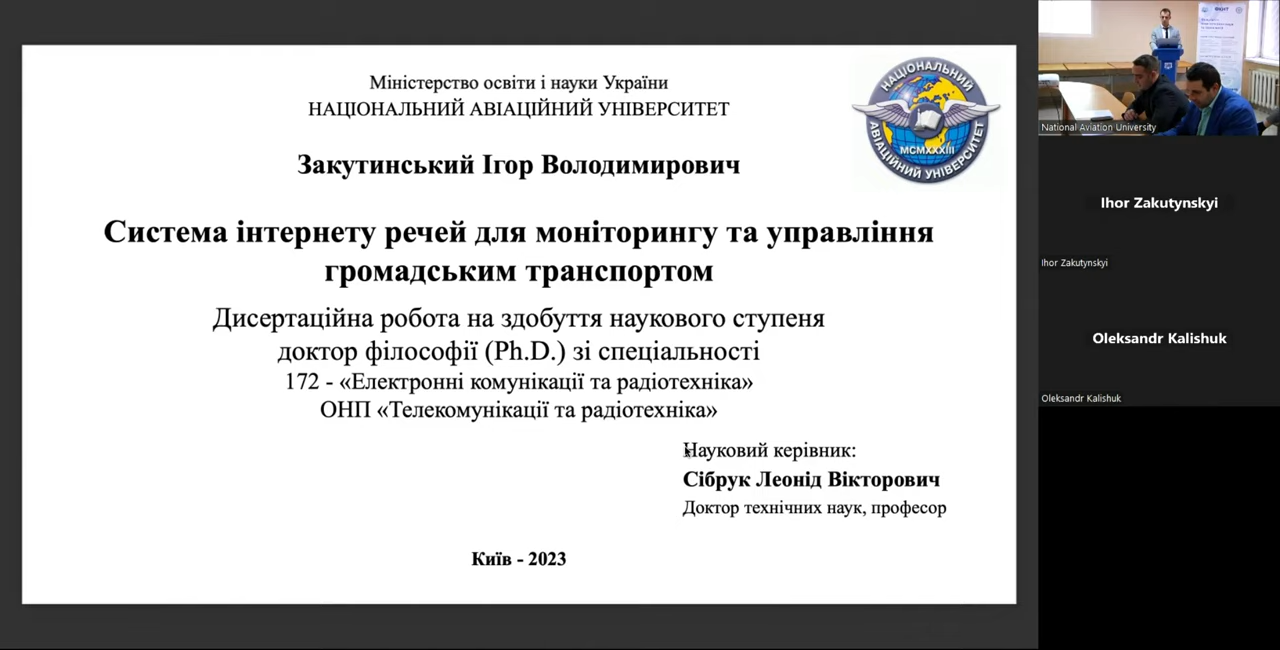 Міністерство освіти і науки України
НАЦІОНАЛЬНИЙ АВІАЦІЙНИЙ УНІВЕРСИТЕТ
НАЦІОНАЛЬНИЙ
АВІАЦІЙНИЙ УНІВЕРСИТЕТ
MCMXXXIII
Закутинський Ігор Володимирович
Система інтернету речей для моніторингу та управління
громадським транспортом
Дисертаційна робота на здобуття наукового ступеня
доктор філософії (Ph.D.) зі спеціальності
172 - «Електронні комунікації та радіотехніка»
ОНП «Телекомунікації та радіотехніка»
Науковий керівник:
Сібрук Леонід Вікторович
Доктор технічних наук, професор
Київ - 2023
National Aviation University
Ihor Zakutynskyi
Ihor Zakutynskyi
Oleksandr Kalishuk
Oleksandr Kalishuk